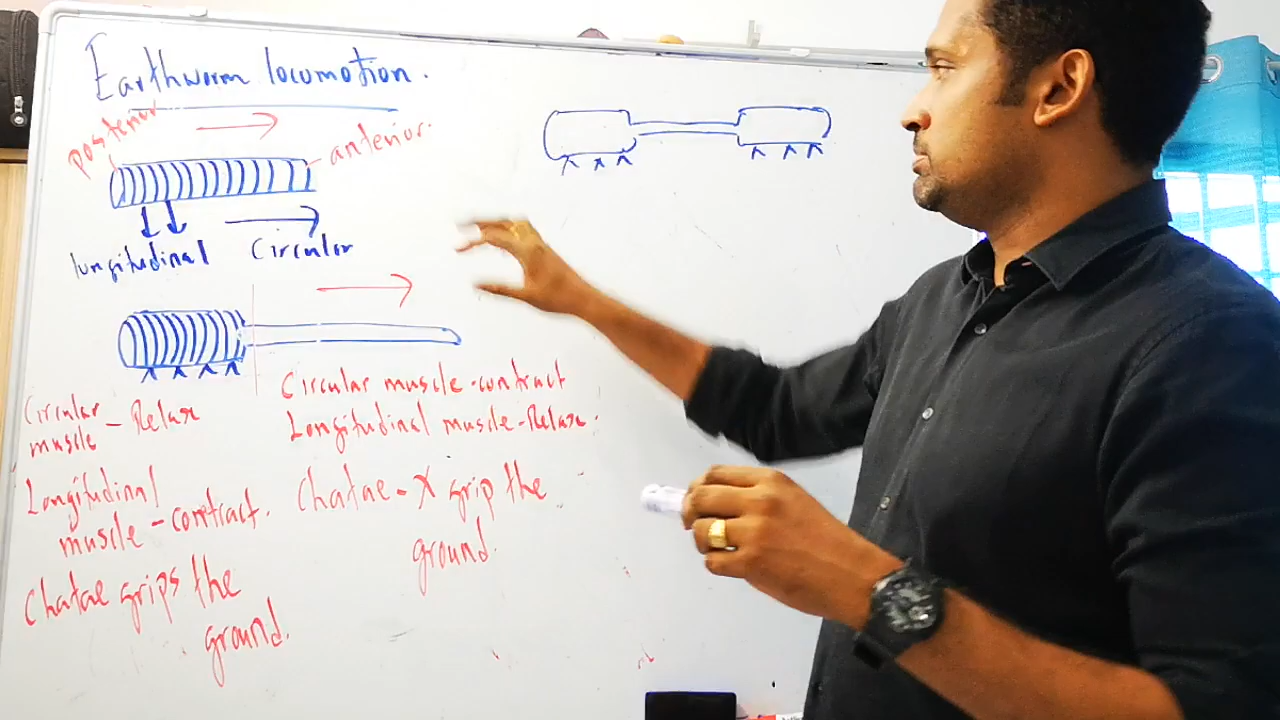 Earthworm locomotion.
posterior
anterior.
longitudinal
Circular
Circular
muscle - Relax
Longitudinal
muscle - contract.
Chatae grips the
ground.
Circular muscle - contract
Longitudinal muscle - Relax.
Chatae - X grip the
ground.